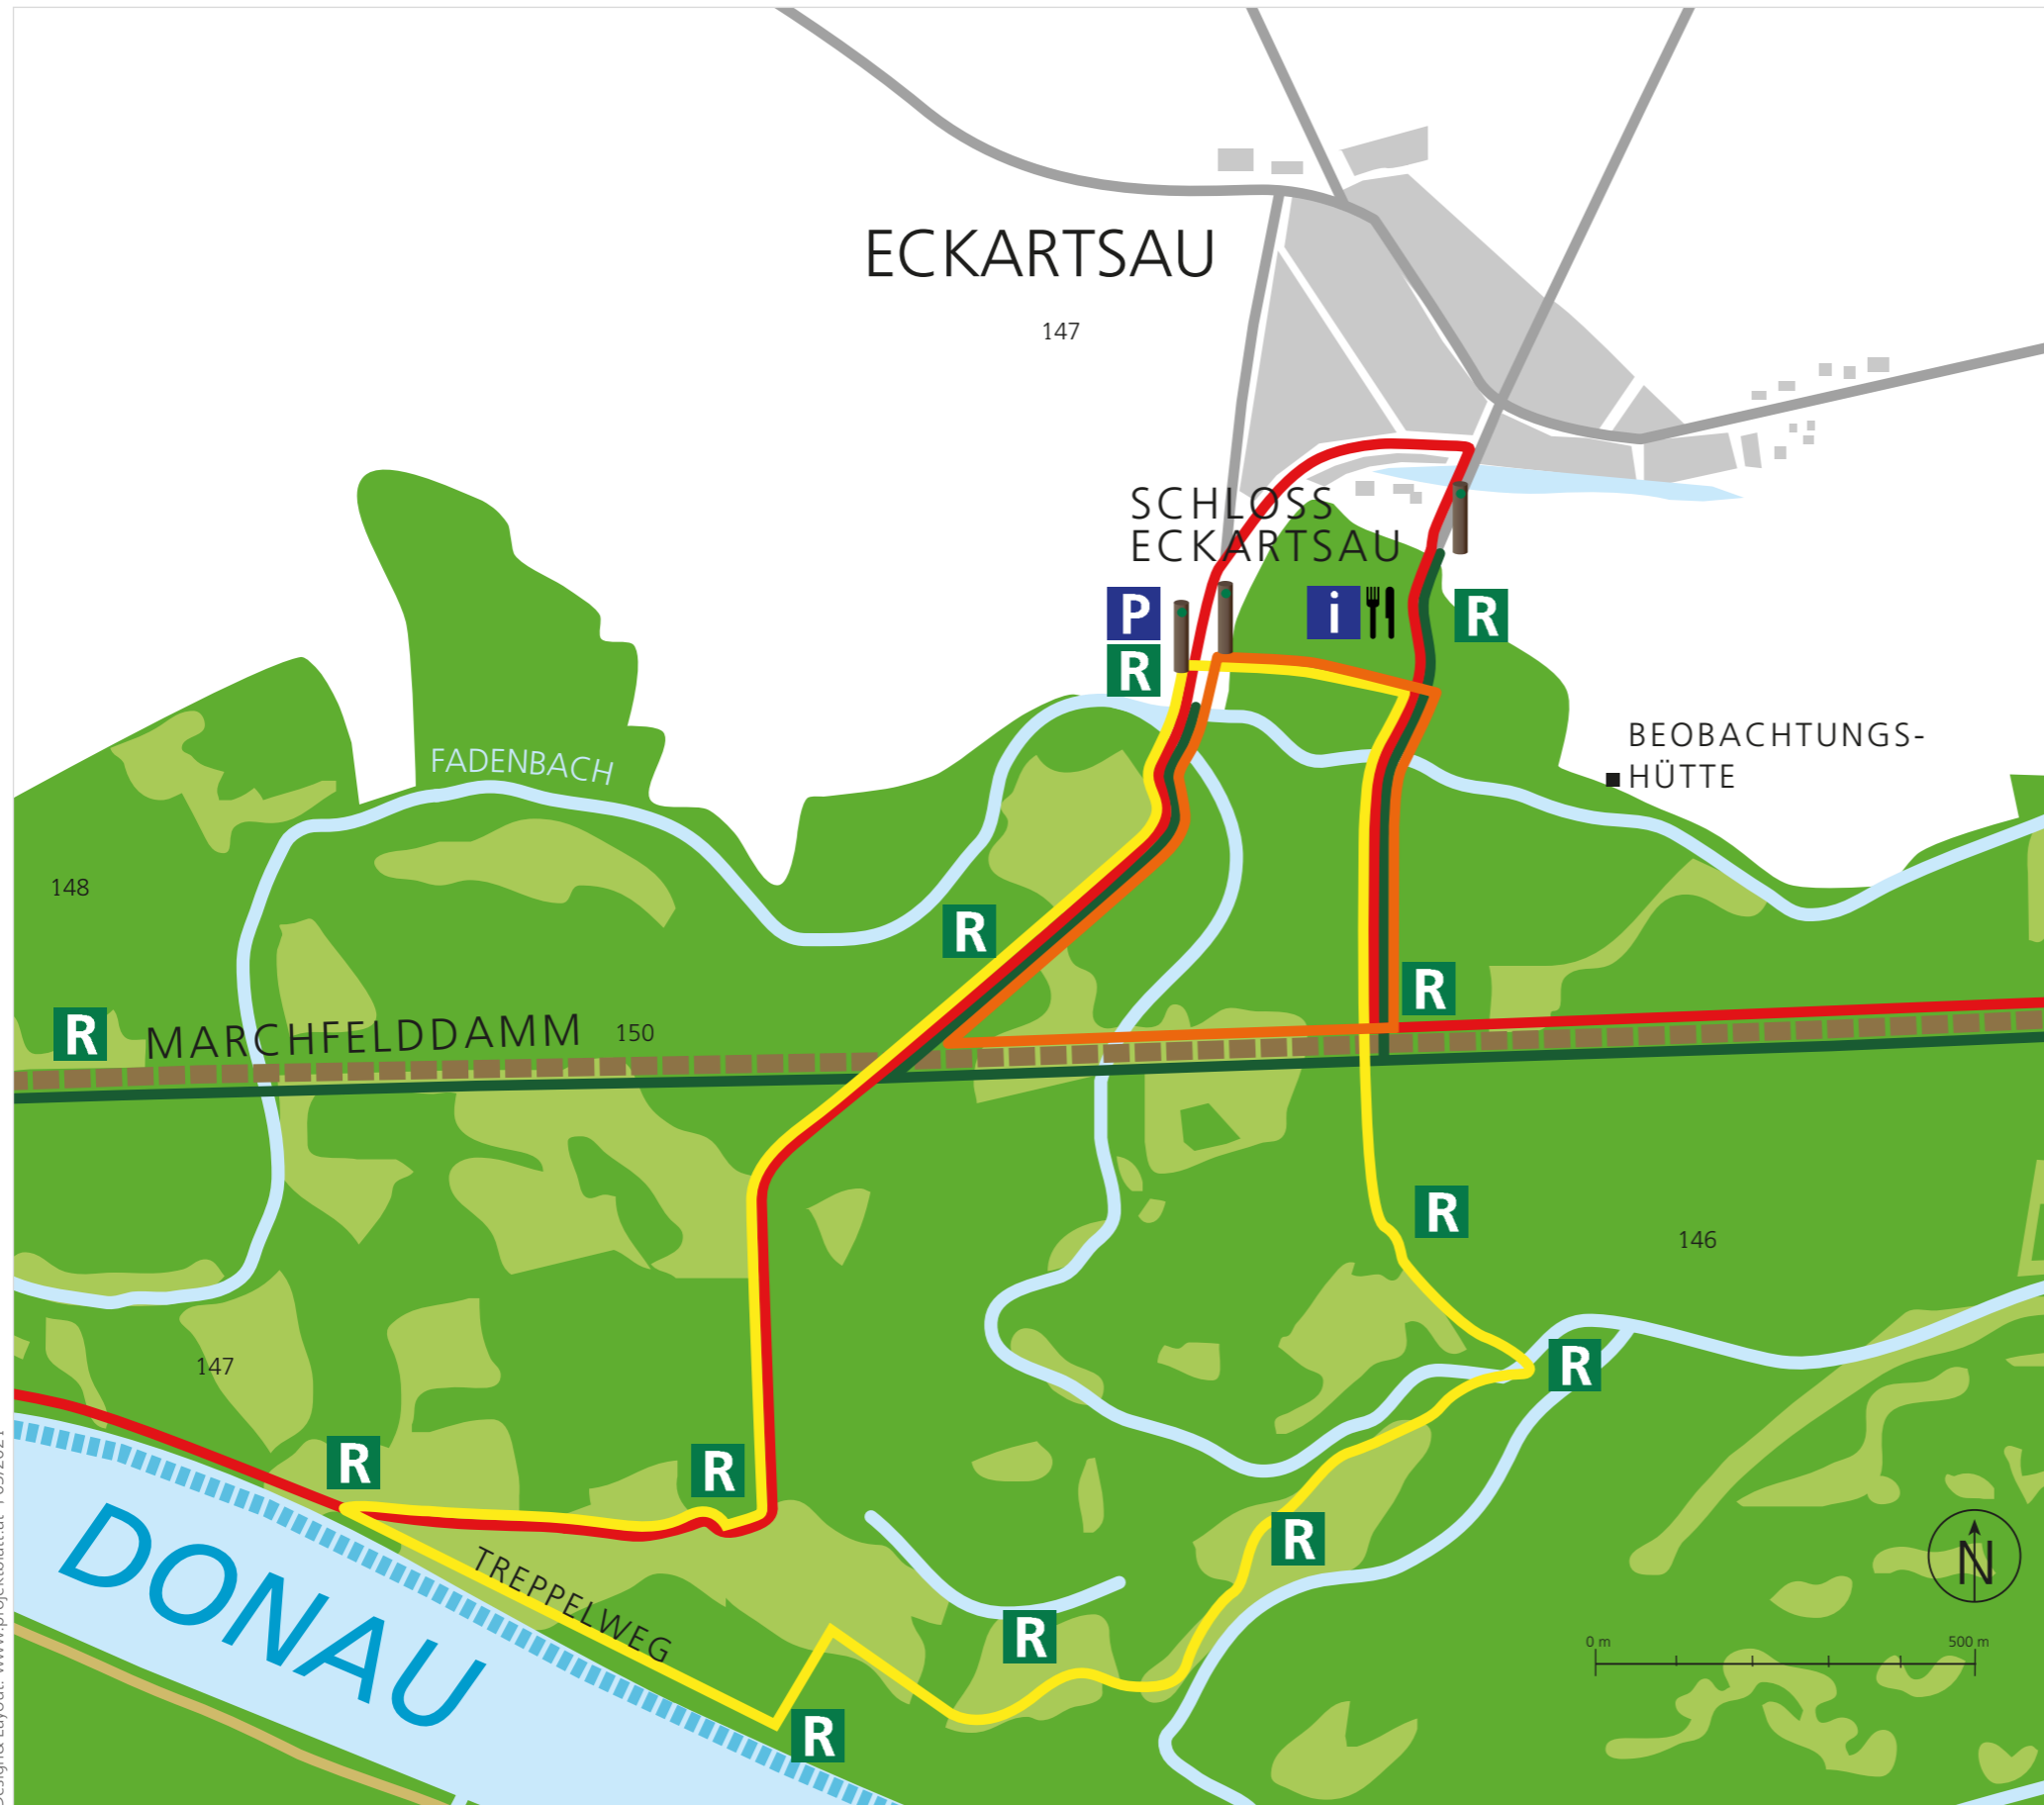 ECKARTSAU
147
SCHLOSS
ECKARTSAU
P
i
R
R
BEOBACHTUNGS-
HÜTTE
FADENBACH
148
R
R
R
MARCHFELDDAMM
150
R
146
147
R
R
R
R
DONAU
TREPPELWEG
R
R
N
0 m
500 m
R